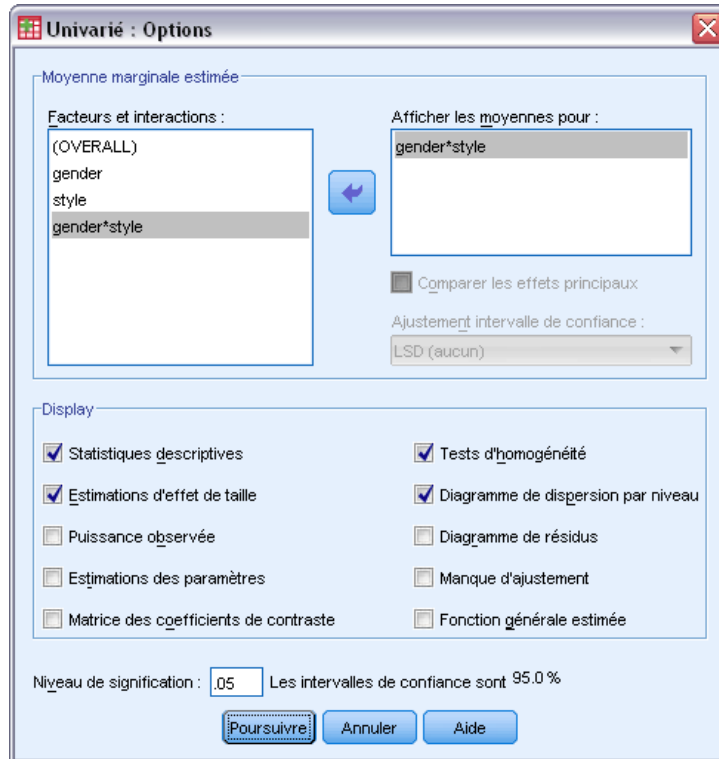 Univarié : Options
Moyenne marginale estimée
Facteurs et interactions :
(OVERALL)
gender
style
gender*style
Afficher les moyennes pour :
gender*style
Comparer les effets principaux
Ajustement intervalle de confiance :
LSD (aucun)
Display
Statistiques descriptives
Tests d'homogénéité
Estimations d'effet de taille
Diagramme de dispersion par niveau
Puissance observée
Diagramme de résidus
Estimations des paramètres
Manque d'ajustement
Matrice des coefficients de contraste
Fonction générale estimée
Niveau de signification : .05 Les intervalles de confiance sont 95.0 %
Poursuivre Annuler Aide